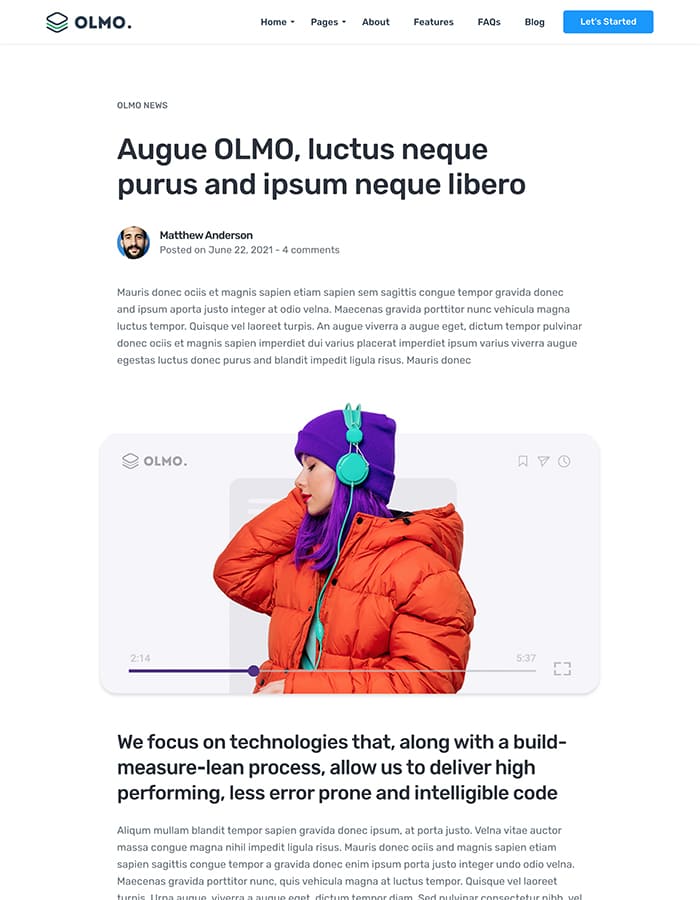 OLMO.
Home Pages About Features FAQs Blog Let's Started
OLMO NEWS
Augue OLMO, luctus neque
purus and ipsum neque libero
Matthew Anderson
Posted on June 22, 2021 - 4 comments
Mauris donec ociis et magnis sapien etiam sapien sem sagittis congue tempor gravida donec
and ipsum aporta justo integer at odio velna. Maecenas gravida porttitor nunc vehicula magna
luctus tempor. Quisque vel laoreet turpis. An augue viverra a augue eget, dictum tempor pulvinar
donec ociis et magnis sapien imperdiet dui varius placerat imperdiet ipsum varius viverra augue
egestas luctus donec purus and blandit impedit ligula risus. Mauris donec
OLMO.
2:14 5:37
We focus on technologies that, along with a build-
measure-lean process, allow us to deliver high
performing, less error prone and intelligible code
Aliqum mullam blandit tempor sapien gravida donec ipsum, at porta justo. Velna vitae auctor
massa congue magna nihil impedit ligula risus. Mauris donec ociis and magnis sapien etiam
sapien sagittis congue tempor a gravida donec enim ipsum porta justo integer undo odio velna.
Maecenas gravida porttitor nunc, quis vehicula magna at luctus tempor. Quisque vel laoreet
turpis. Urna augue, viverra a augue eget, dictum tempor diam. Sed pulvinar consectetur nibh, vel